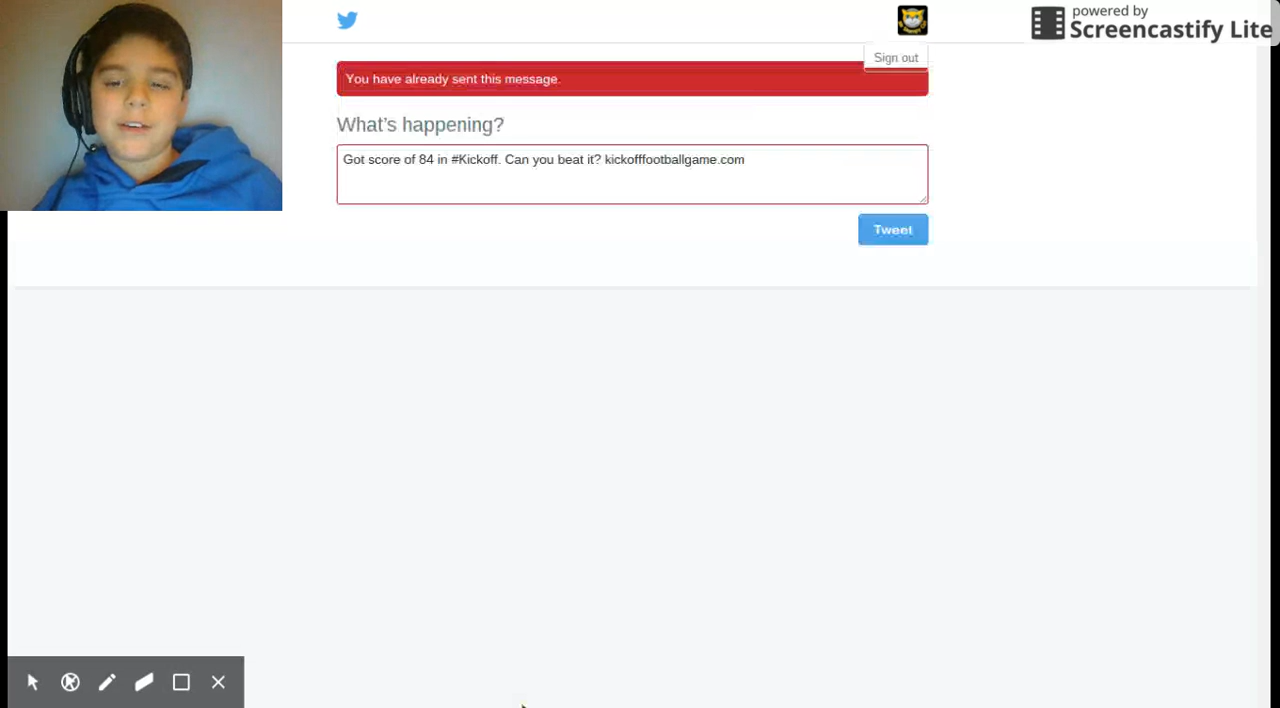 powered by
Screencastify Lite
Sign out
You have already sent this message.
What's happening?
Got score of 84 in #Kickoff. Can you beat it? kickofffootballgame.com
Tweet